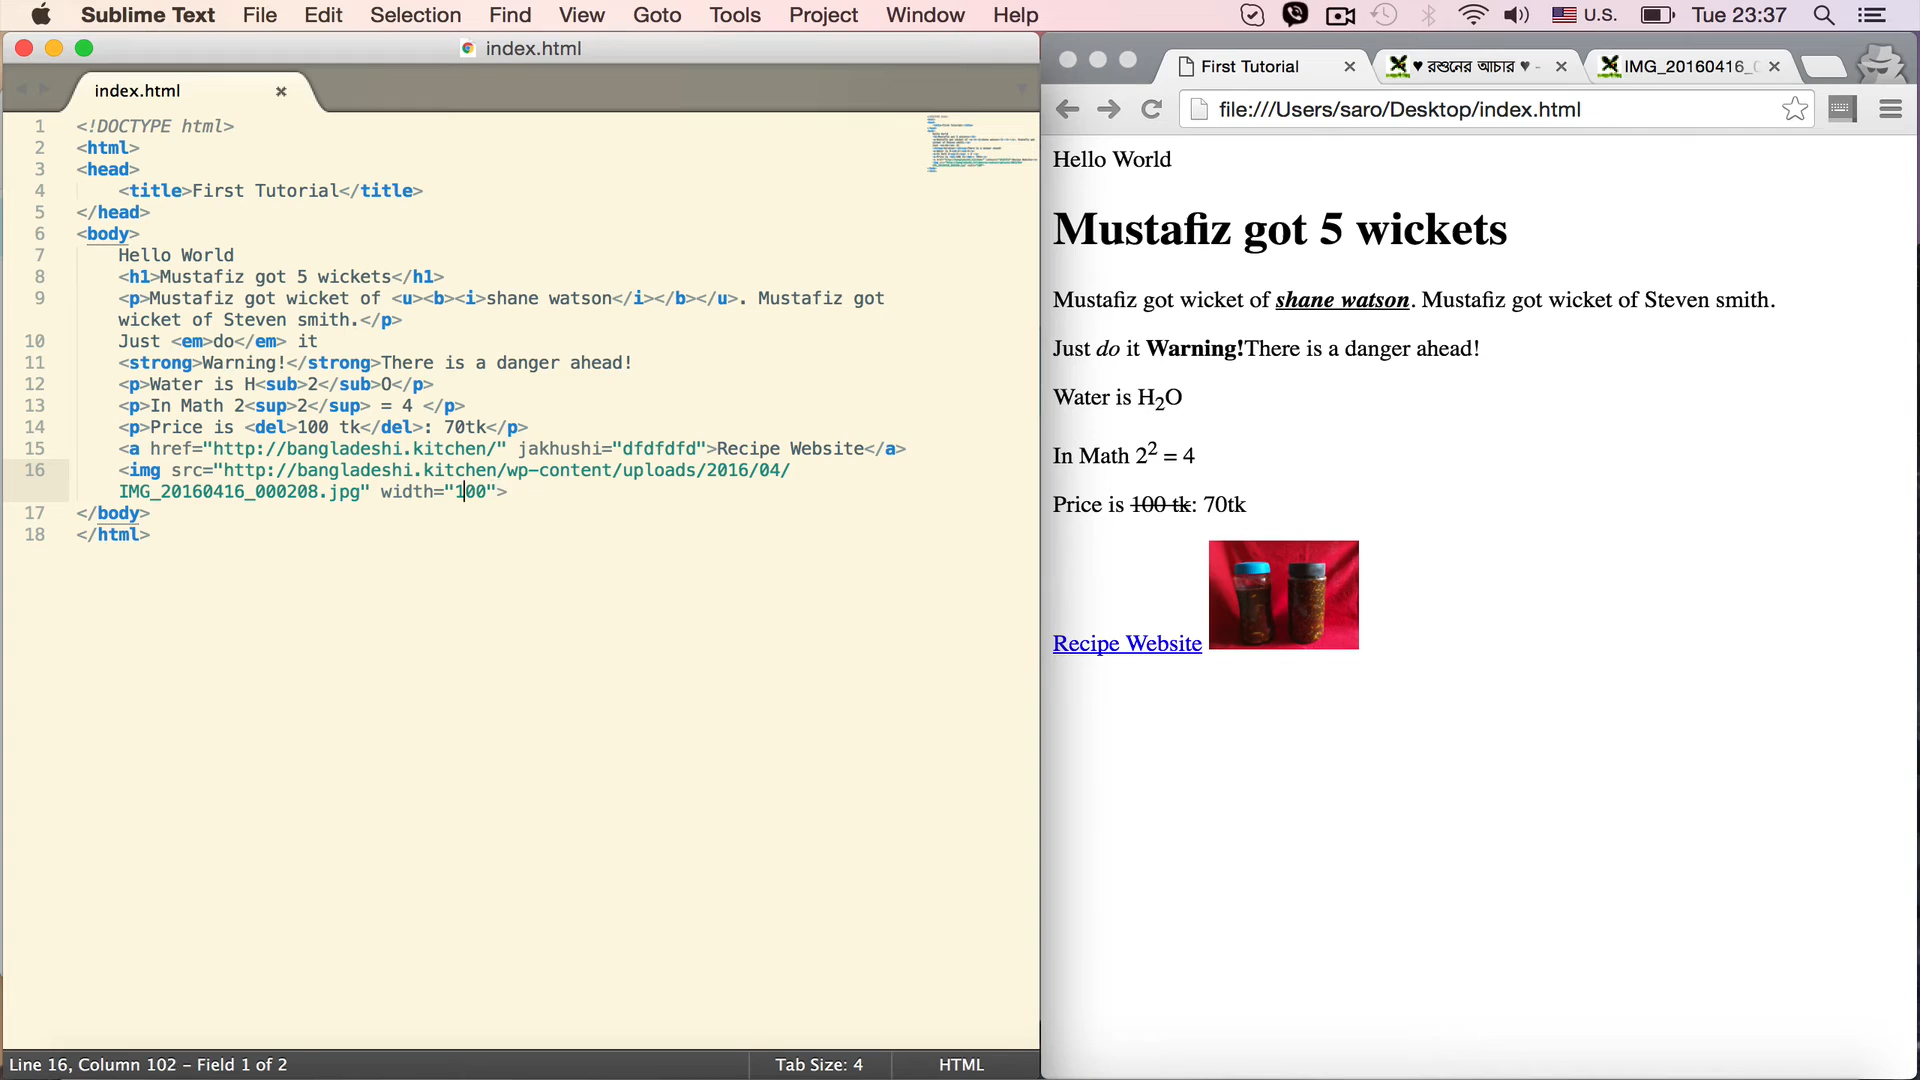 Sublime Text File Edit Selection Find View Goto Tools Project Window Help U.S. Tue 23:37
index.html
index.html
1 <!DOCTYPE html>
2 <html>
3 <head>
4 <title>First Tutorial</title>
5 </head>
6 <body>
7 Hello World
8 <h1>Mustafiz got 5 wickets</h1>
9 <p>Mustafiz got wicket of <u><b><i>shane watson</i></b></u>. Mustafiz got
wicket of Steven smith.</p>
10 Just <em>do</em> it
11 <strong>Warning!</strong>There is a danger ahead!
12 <p>Water is H<sub>2</sub>O</p>
13 <p>In Math 2<sup>2</sup> = 4 </p>
14 <p>Price is <del>100 tk</del>: 70tk</p>
15 <a href="http://bangladeshi.kitchen/" jakhushi="dfdfdfd">Recipe Website</a>
16 <img src="http://bangladeshi.kitchen/wp-content/uploads/2016/04/
IMG_20160416_000208.jpg" width="100">
17 </body>
18 </html>
Line 16, Column 102 – Field 1 of 2 Tab Size: 4 HTML
First Tutorial ♥ রশুনের আচার ♥ - IMG_20160416_
file:///Users/saro/Desktop/index.html
Hello World
Mustafiz got 5 wickets
Mustafiz got wicket of shane watson. Mustafiz got wicket of Steven smith.
Just do it Warning!There is a danger ahead!
Water is H2O
In Math 2² = 4
Price is 100 tk: 70tk
Recipe Website